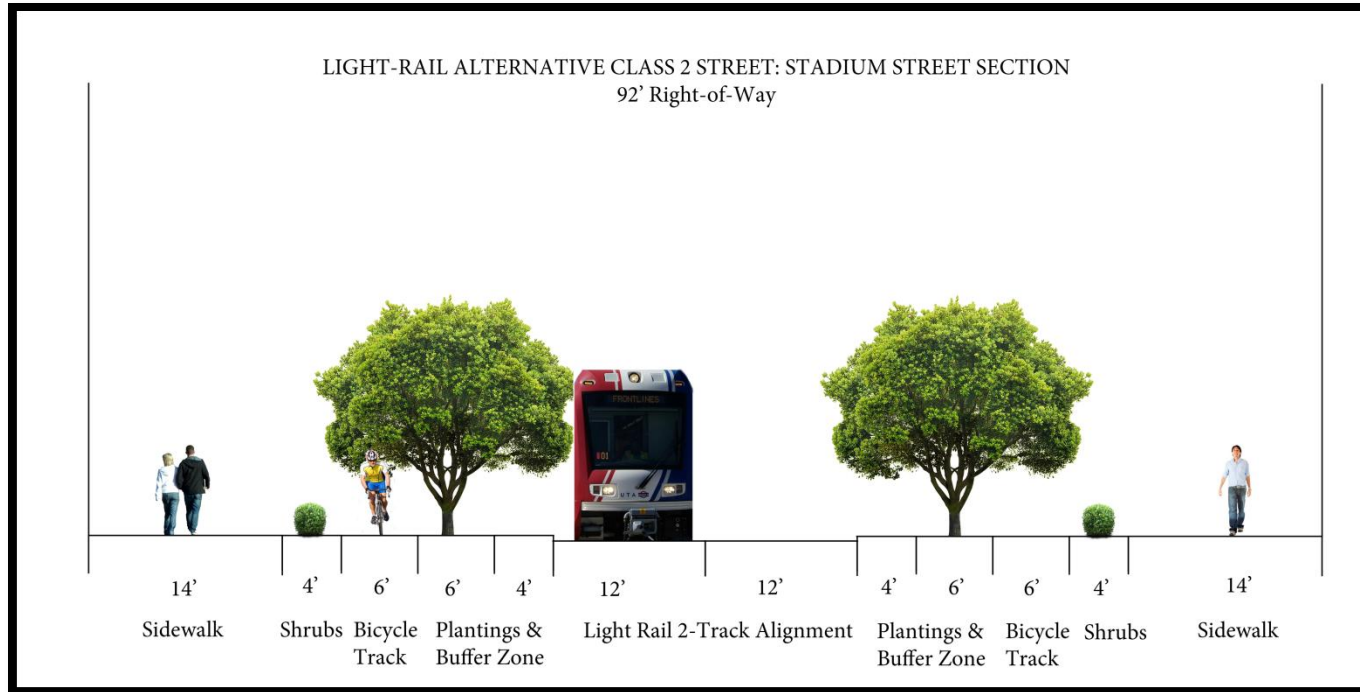 LIGHT-RAIL ALTERNATIVE CLASS 2 STREET: STADIUM STREET SECTION
92’ Right-of-Way
FRONTLINES
801
UTA
14’ 4’ 6’ 6’ 4’ 12’ 12’ 4’ 6’ 6’ 4’ 14’
Sidewalk Shrubs Bicycle Plantings & Light Rail 2-Track Alignment Plantings & Bicycle Shrubs Sidewalk
Track Buffer Zone Buffer Zone Track